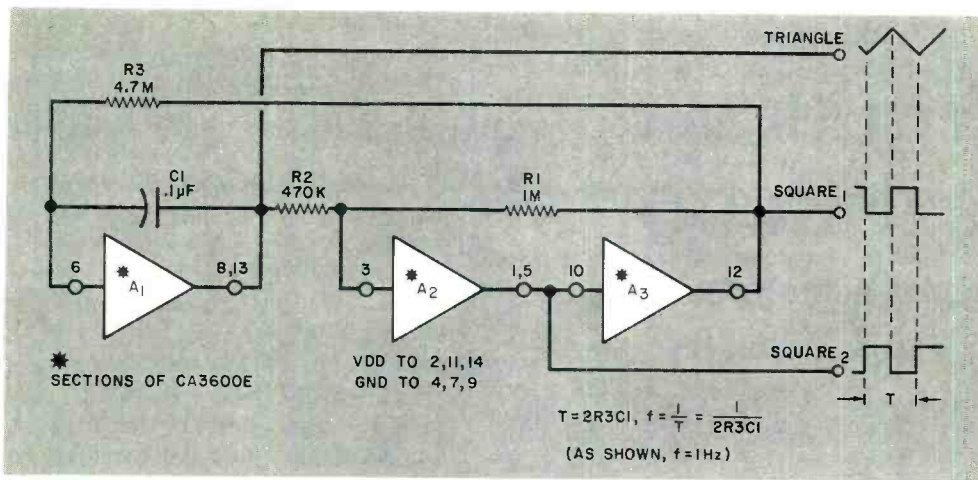 TRIANGLE
R3
4.7M
C1
.1µF
R2
470K
R1
1M
SQUARE 1
6
*
A1
8,13
3
*
A2
1,5
10
*
A3
12
*
SECTIONS OF CA3600E
VDD TO 2,11,14
GND TO 4,7,9
SQUARE 2
T
T=2R3C1, f=1/T=1/2R3C1
(AS SHOWN, f=1Hz)